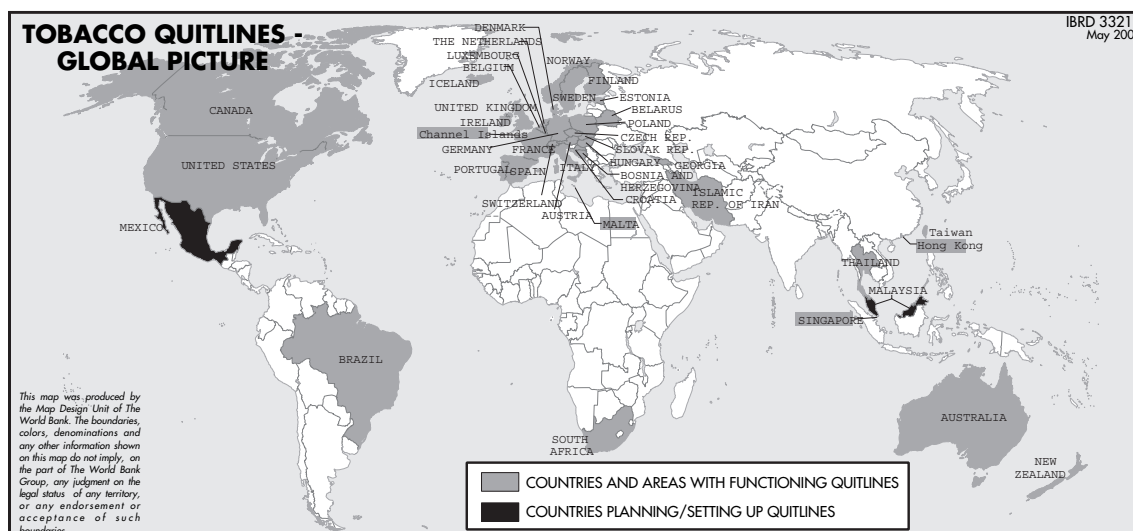 TOBACCO QUITLINES -
GLOBAL PICTURE
IBRD 3321
May 200
DENMARK
THE NETHERLANDS
LUXEMBOURG
BELGIUM
ICELAND
NORWAY
FINLAND
SWEDEN
ESTONIA
BELARUS
UNITED KINGDOM
IRELAND
Channel Islands
POLAND
CZECH REP.
SLOVAK REP.
GERMANY
FRANCE
HUNGARY
GEORGIA
PORTUGAL
SPAIN
ITALY
BOSNIA AND
HERZEGOVINA
CROATIA
ISLAMIC
REP. OF IRAN
SWITZERLAND
AUSTRIA
MALTA
CANADA
UNITED STATES
MEXICO
Taiwan
Hong Kong
THAILAND
MALAYSIA
SINGAPORE
BRAZIL
SOUTH
AFRICA
AUSTRALIA
NEW
ZEALAND
This map was produced by
the Map Design Unit of The
World Bank. The boundaries,
colors, denominations and
any other information shown
on this map do not imply, on
the part of The World Bank
Group, any judgment on the
legal status of any territory,
or any endorsement or
acceptance of such
boundaries
COUNTRIES AND AREAS WITH FUNCTIONING QUITLINES
COUNTRIES PLANNING/SETTING UP QUITLINES